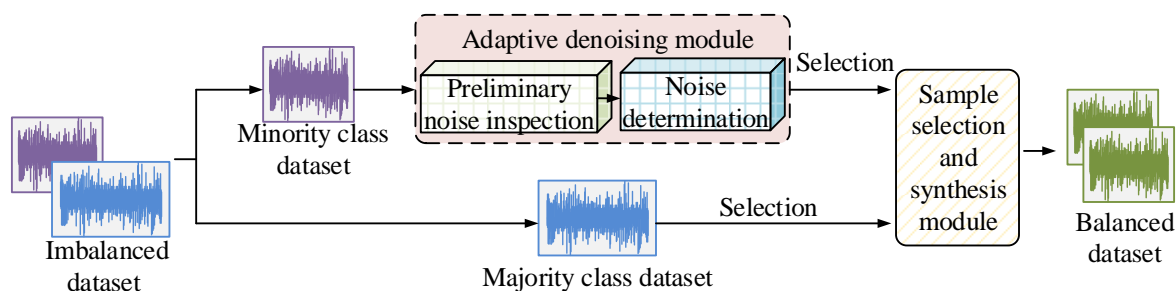 Adaptive denoising module
Preliminary
noise inspection
Noise
determination
Selection
Minority class
dataset
Imbalanced
dataset
Majority class dataset
Selection
Sample
selection
and
synthesis
module
Balanced
dataset